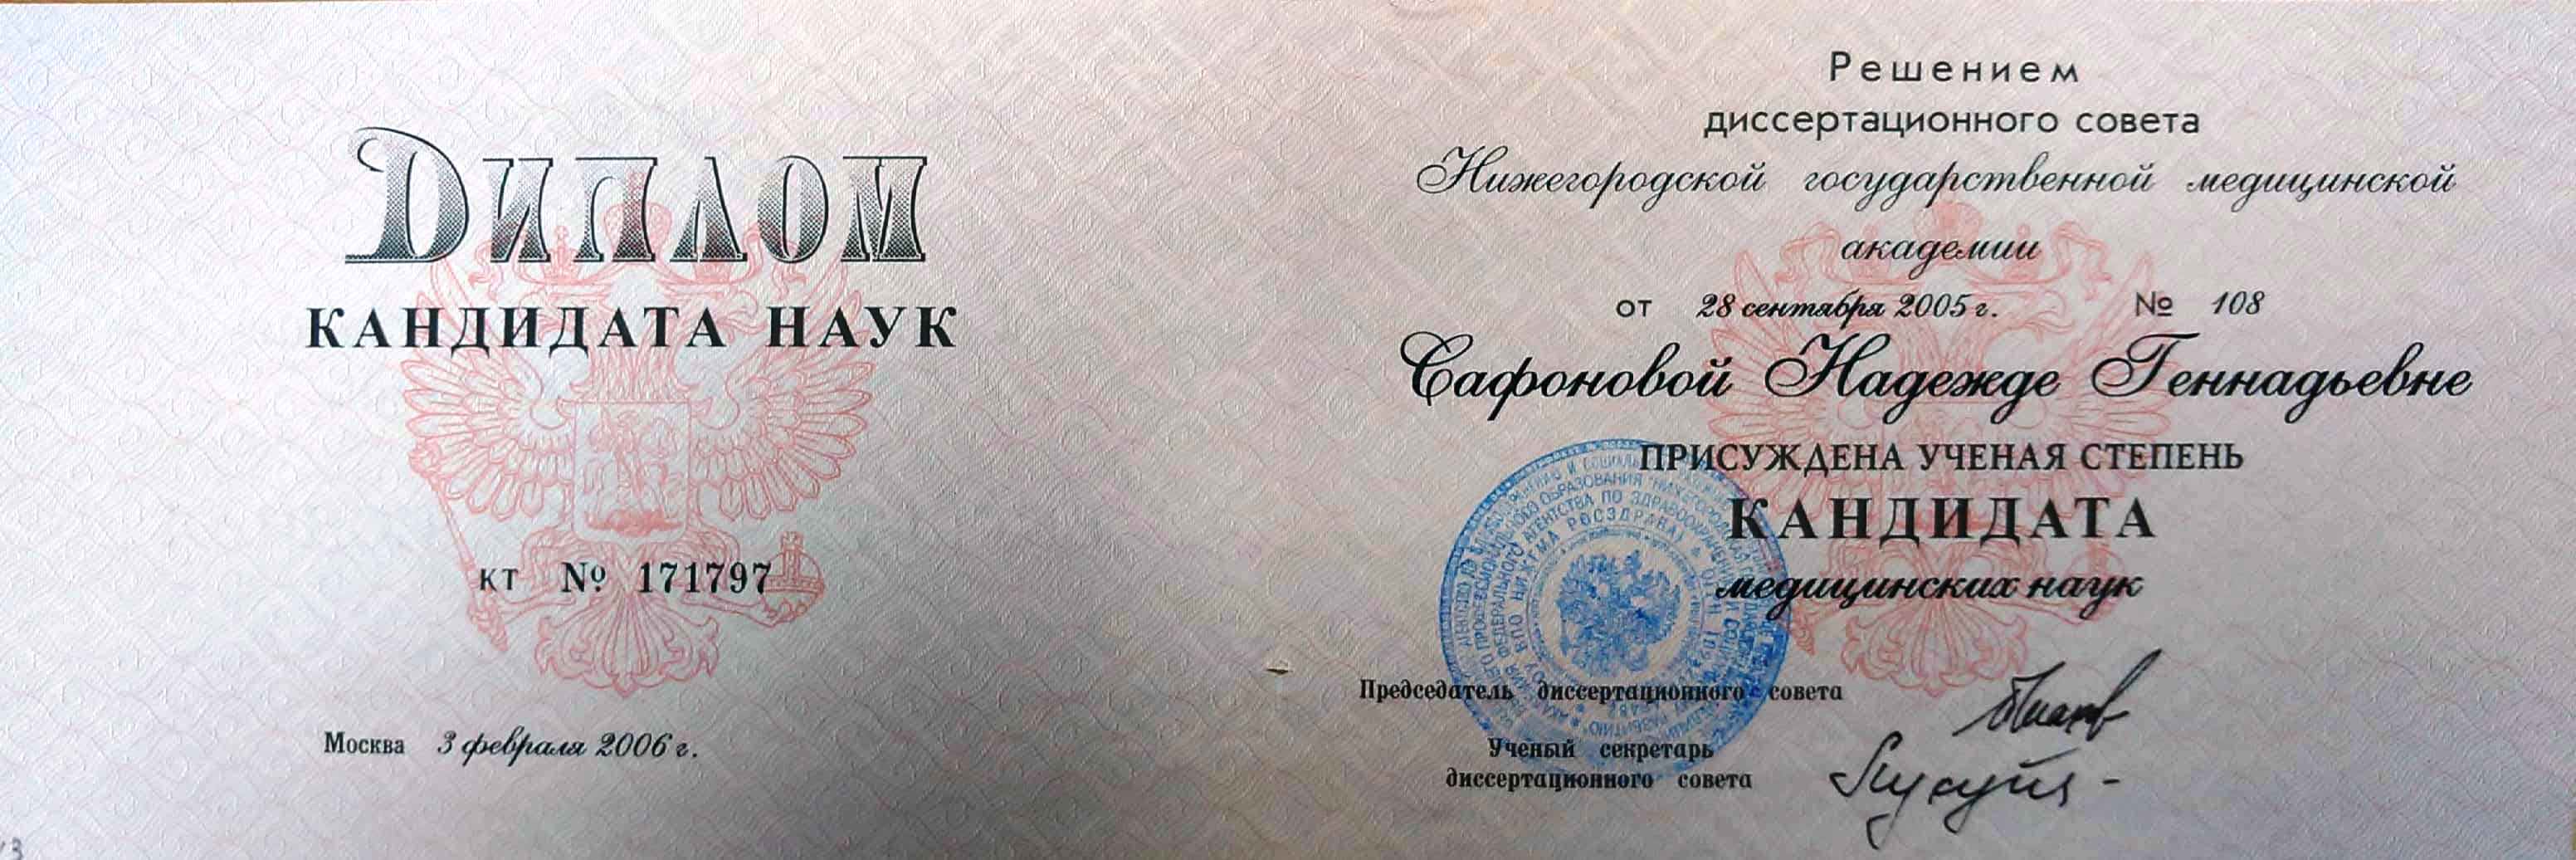 Диплом
КАНДИДАТА НАУК
КТ № 171797
Москва 3 февраля 2006 г.
Решением
диссертационного совета
Нижегородской государственной медицинской
академии
от 28 сентября 2005 г. № 108
Сафоновой Надежде Геннадьевне
ПРИСУЖДЕНА УЧЕНАЯ СТЕПЕНЬ
КАНДИДАТА
медицинских наук
Председатель диссертационного совета
Ученый секретарь
диссертационного совета